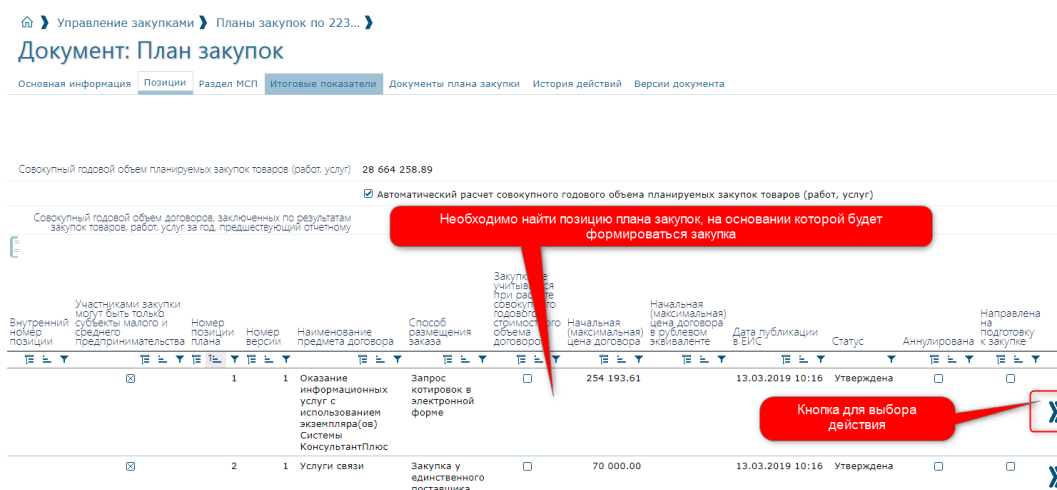 Управление закупками Планы закупок по 223...
Документ: План закупок
Основная информация Позиции Раздел МСП Итоговые показатели Документы плана закупки История действий Версии документа
Совокупный годовой объем планируемых закупок товаров (работ, услуг) 28 664 258.89
Автоматический расчет совокупного годового объема планируемых закупок товаров (работ, услуг)
Совокупный годовой объем договоров, заключенных по результатам
закупок товаров, работ, услуг за год, предшествующий отчетному
Необходимо найти позицию плана закупок, на основании которой будет
формироваться закупка
Внутренний
номер
позиции
Участниками закупки
могут быть только
субъекты малого и
среднего
предпринимательства
Номер
позиции
плана
Номер
версии
Наименование
предмета договора
Способ
размещения
заказа
учитывается
при расчете
совокупного
годового
стоимостного
объема
договоров
Начальная
(максимальная)
цена договора
Начальная
(максимальная)
цена договора
в рублевом
эквиваленте
Дата публикации
в ЕИС
Статус
Аннулирована
Направлена
на
подготовку
к закупке
1 1 Оказание
информационных
услуг с
использованием
экземпляра(ов)
Системы
КонсультантПлюс
Запрос
котировок в
электронной
форме
254 193.61 13.03.2019 10:16 Утверждена
Кнопка для выбора
действия
2 1 Услуги связи Закупка у
единственного
поставщика
70 000.00 13.03.2019 10:16 Утверждена